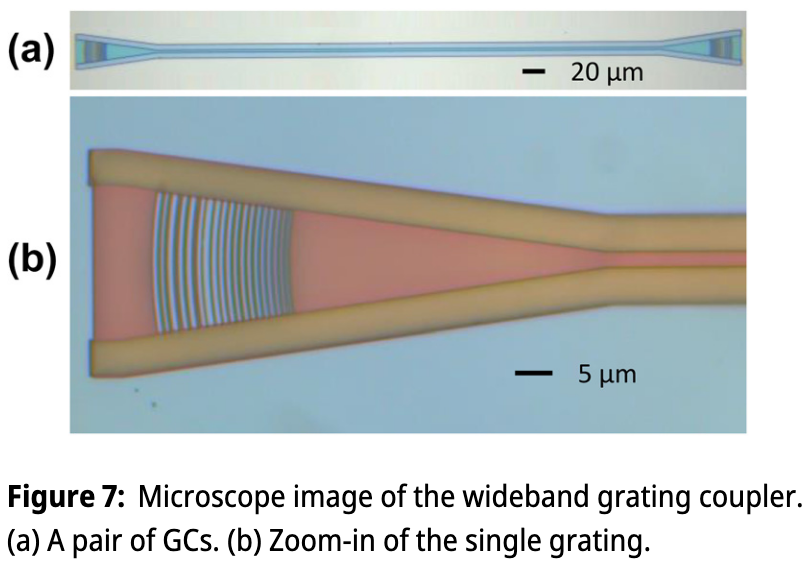 (a)
20 μm
(b)
5 μm
Figure 7: Microscope image of the wideband grating coupler.
(a) A pair of GCs. (b) Zoom-in of the single grating.